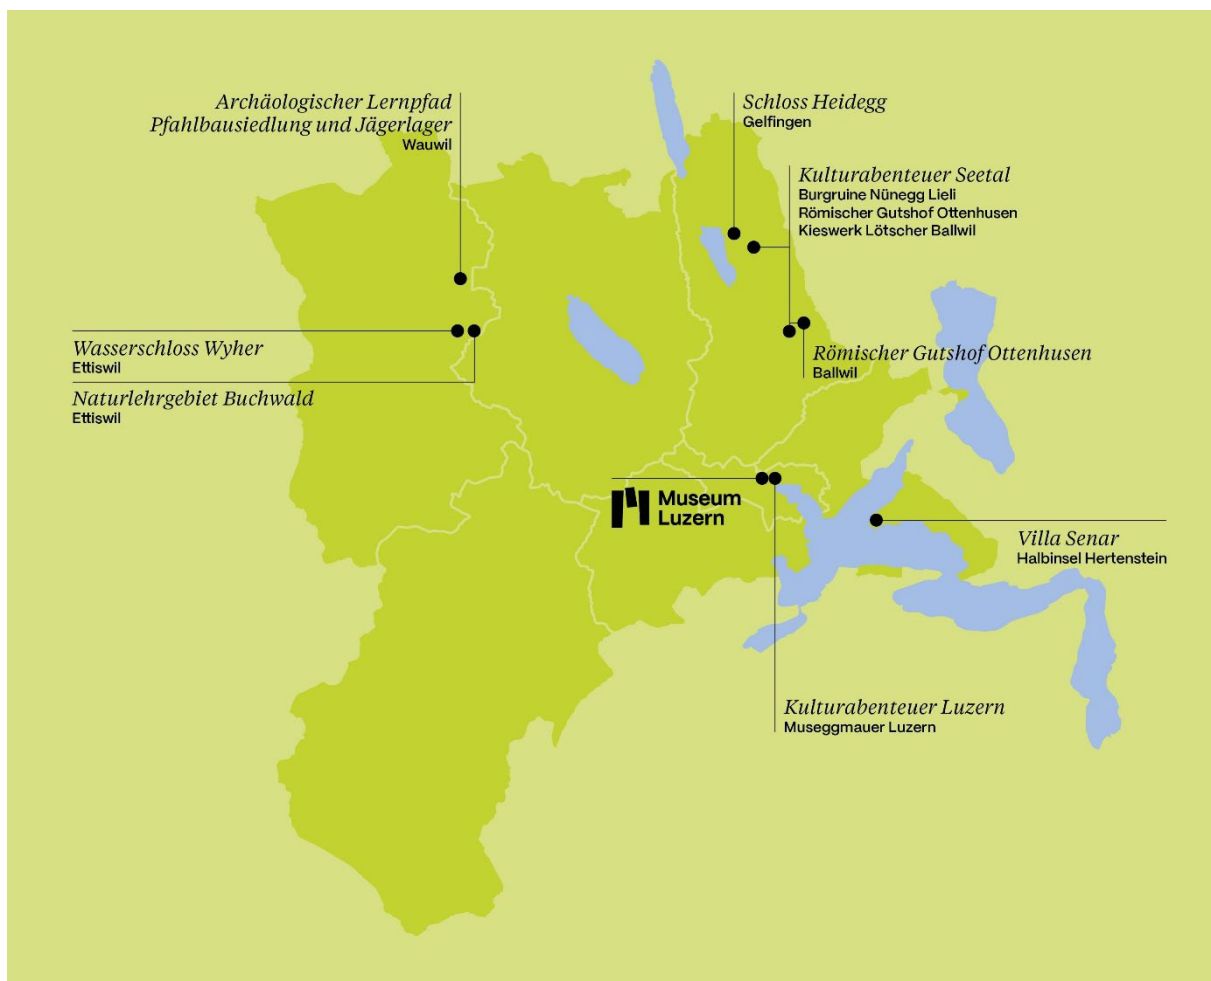 Archäologischer Lernpfad
Pfahlbausiedlung und Jägerlager
Wauwil
Schloss Heidegg
Gelfingen
Kulturabenteuer Seetal
Burgruine Nünegg Lieli
Römischer Gutshof Ottenhusen
Kieswerk Lötscher Ballwil
Wasserschloss Wyher
Ettiswil
Naturlehrgebiet Buchwald
Ettiswil
Römischer Gutshof Ottenhusen
Ballwil
Museum
Luzern
Villa Senar
Halbinsel Hertenstein
Kulturabenteuer Luzern
Museggmauer Luzern